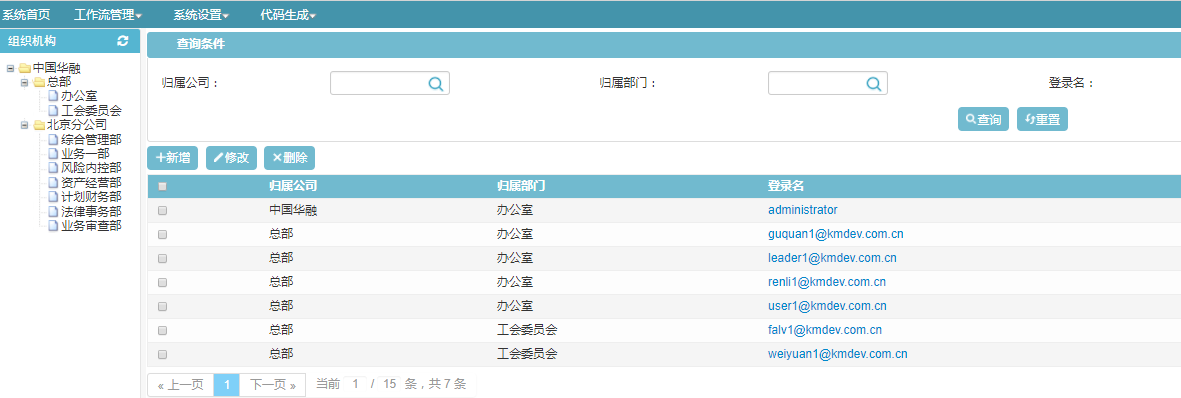 系统首页 工作流管理 系统设置 代码生成
组织机构
中国华融
总部
办公室
工会委员会
北京分公司
综合管理部
业务一部
风险内控部
资产经营部
计划财务部
法律事务部
业务审查部
查询条件
归属公司： 归属部门： 登录名：
查询 重置
新增 修改 删除
归属公司 归属部门 登录名
中国华融 办公室 administrator
总部 办公室 guquan1@kmdev.com.cn
总部 办公室 leader1@kmdev.com.cn
总部 办公室 renli1@kmdev.com.cn
总部 办公室 user1@kmdev.com.cn
总部 工会委员会 falv1@kmdev.com.cn
总部 工会委员会 weiyuan1@kmdev.com.cn
« 上一页 1 下一页 » 当前 1 / 15 条，共 7 条